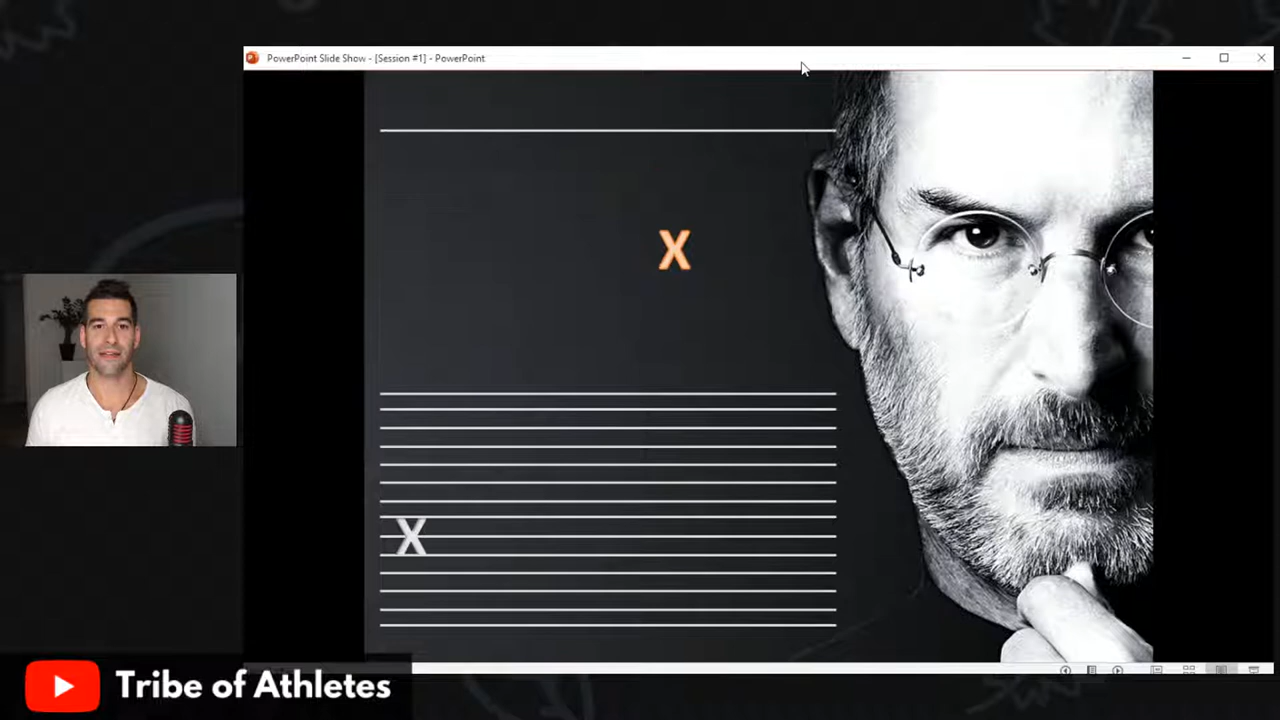 PowerPoint Slide Show - [Session #1] - PowerPoint
X
X
Tribe of Athletes